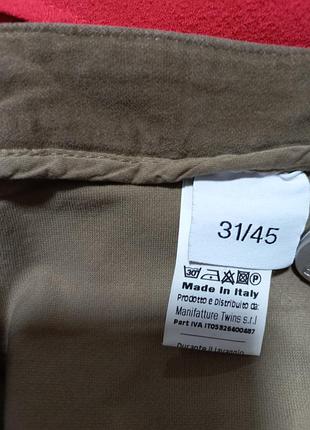 31/45
30°
P
Made In Italy
Prodotto e Distribuito da:
Manifatture Twins s.r.l
Part IVA IT05826400487
Durante il lavaggio